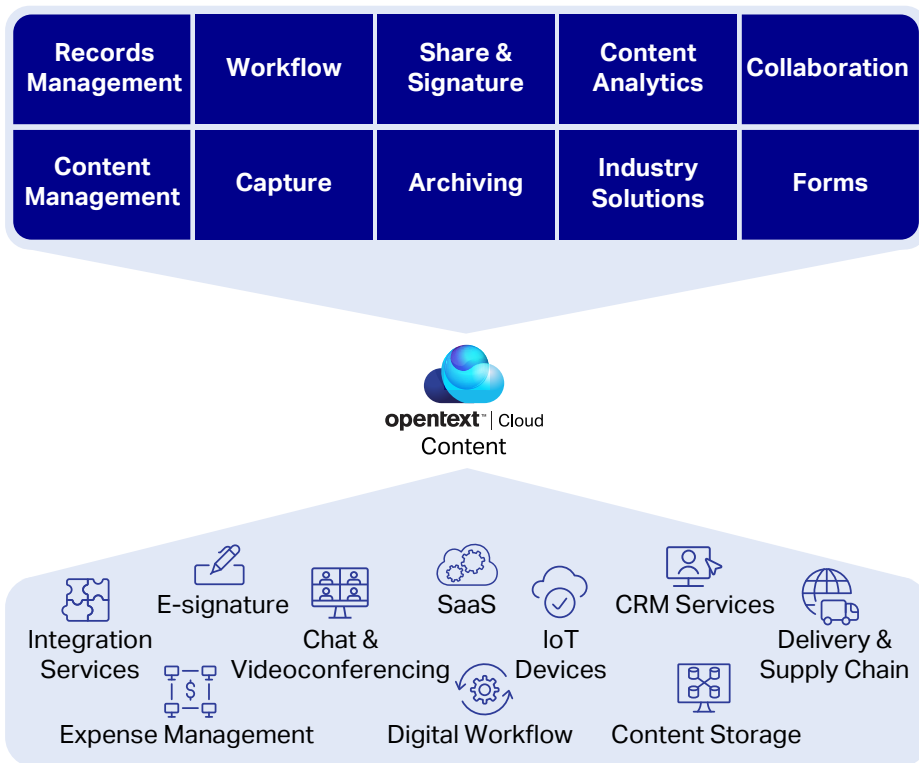 Records
Management
Workflow
Share &
Signature
Content
Analytics
Collaboration
Content
Management
Capture
Archiving
Industry
Solutions
Forms
opentext™ | Cloud
Content
E-signature
SaaS
CRM Services
Integration
Services
Chat &
Videoconferencing
IoT
Devices
Delivery &
Supply Chain
$
Expense Management
Digital Workflow
Content Storage